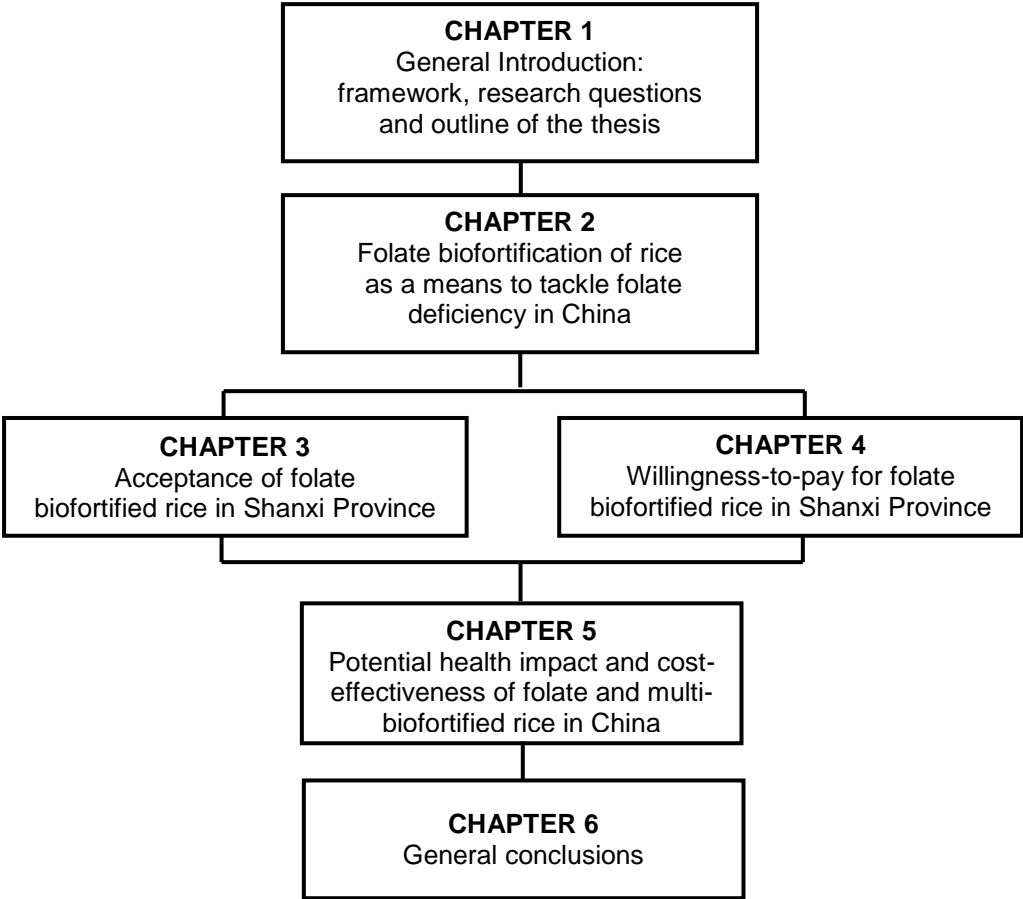 CHAPTER 1
General Introduction:
framework, research questions
and outline of the thesis
CHAPTER 2
Folate biofortification of rice
as a means to tackle folate
deficiency in China
CHAPTER 3
Acceptance of folate
biofortified rice in Shanxi Province
CHAPTER 4
Willingness-to-pay for folate
biofortified rice in Shanxi Province
CHAPTER 5
Potential health impact and cost-
effectiveness of folate and multi-
biofortified rice in China
CHAPTER 6
General conclusions